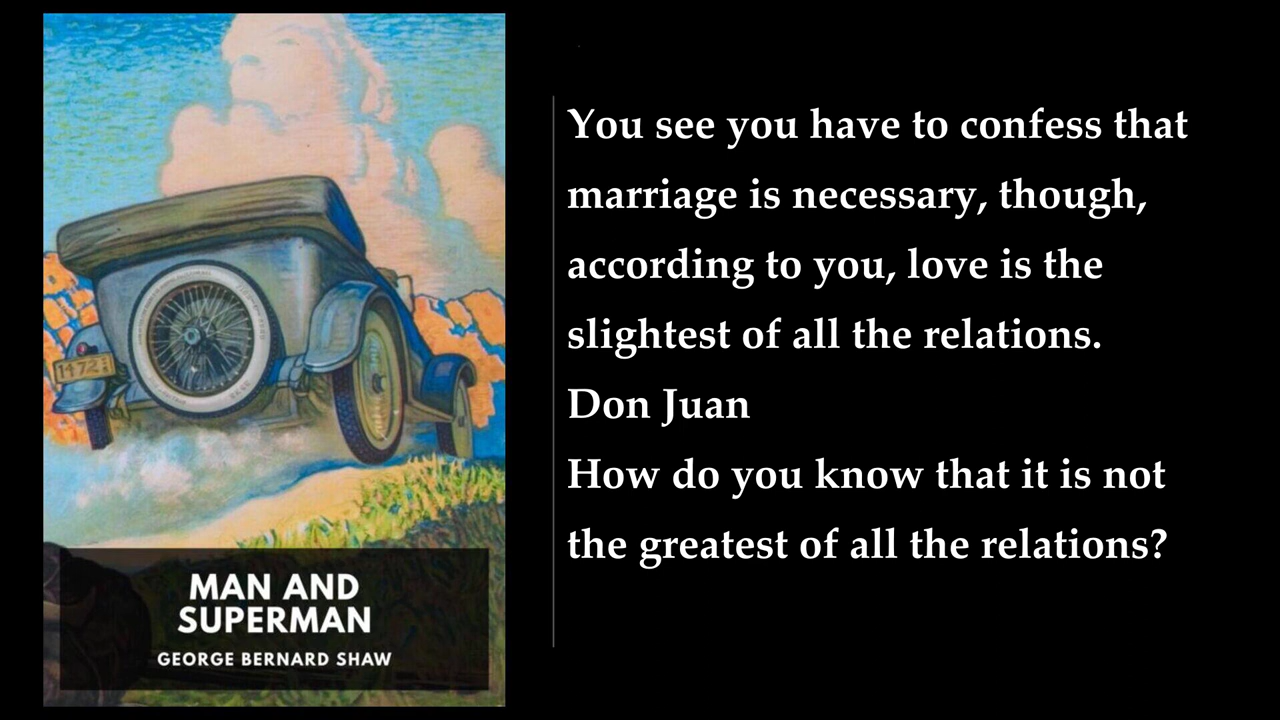 You see you have to confess that
marriage is necessary, though,
according to you, love is the
slightest of all the relations.
Don Juan
How do you know that it is not
the greatest of all the relations?
1472
MAN AND
SUPERMAN
GEORGE BERNARD SHAW